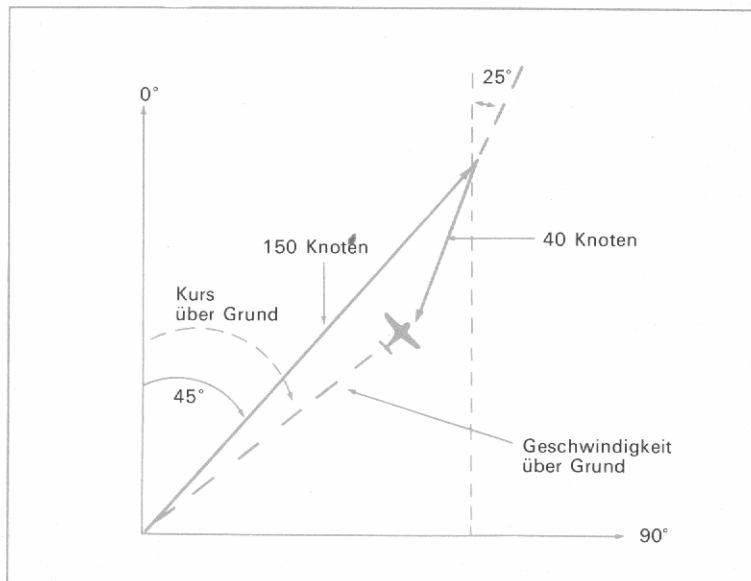 25°
0°
150 Knoten
40 Knoten
Kurs
über Grund
45°
Geschwindigkeit
über Grund
90°